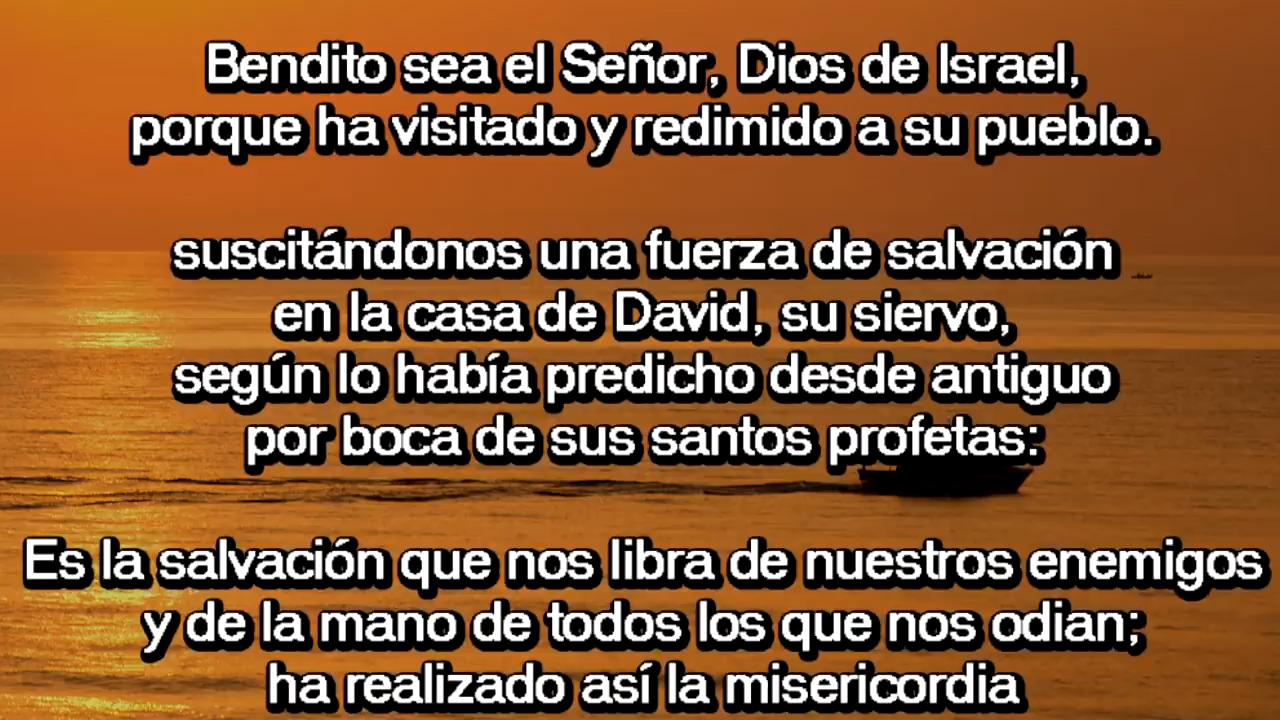 Bendito sea el Señor, Dios de Israel,
porque ha visitado y redimido a su pueblo.
suscitándonos una fuerza de salvación
en la casa de David, su siervo,
según lo había predicho desde antiguo
por boca de sus santos profetas:
Es la salvación que nos libra de nuestros enemigos
y de la mano de todos los que nos odian;
ha realizado así la misericordia